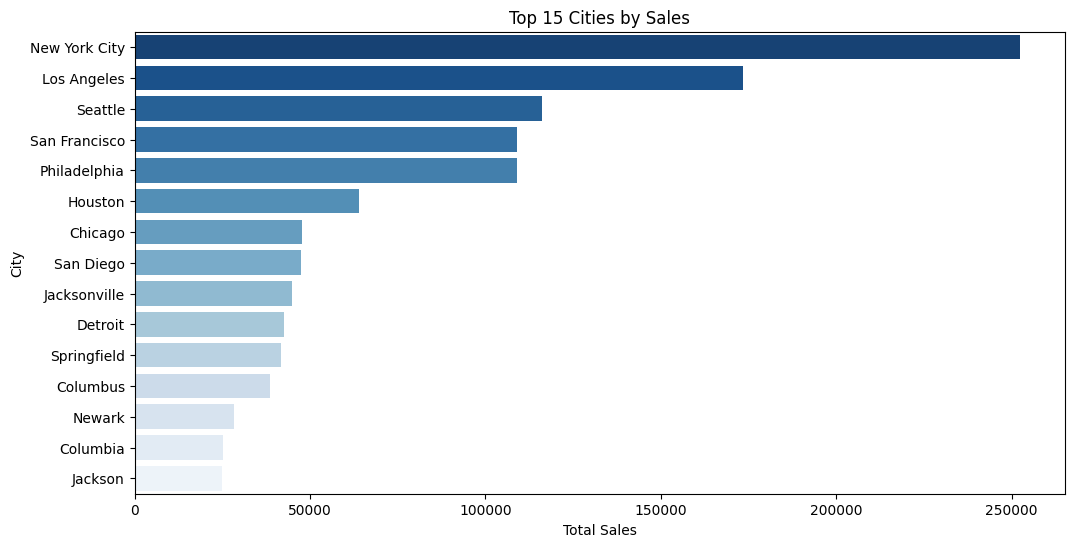 Top 15 Cities by Sales
New York City
Los Angeles
Seattle
San Francisco
Philadelphia
Houston
Chicago
San Diego
Jacksonville
Detroit
Springfield
Columbus
Newark
Columbia
Jackson
City
0 50000 100000 150000 200000 250000
Total Sales